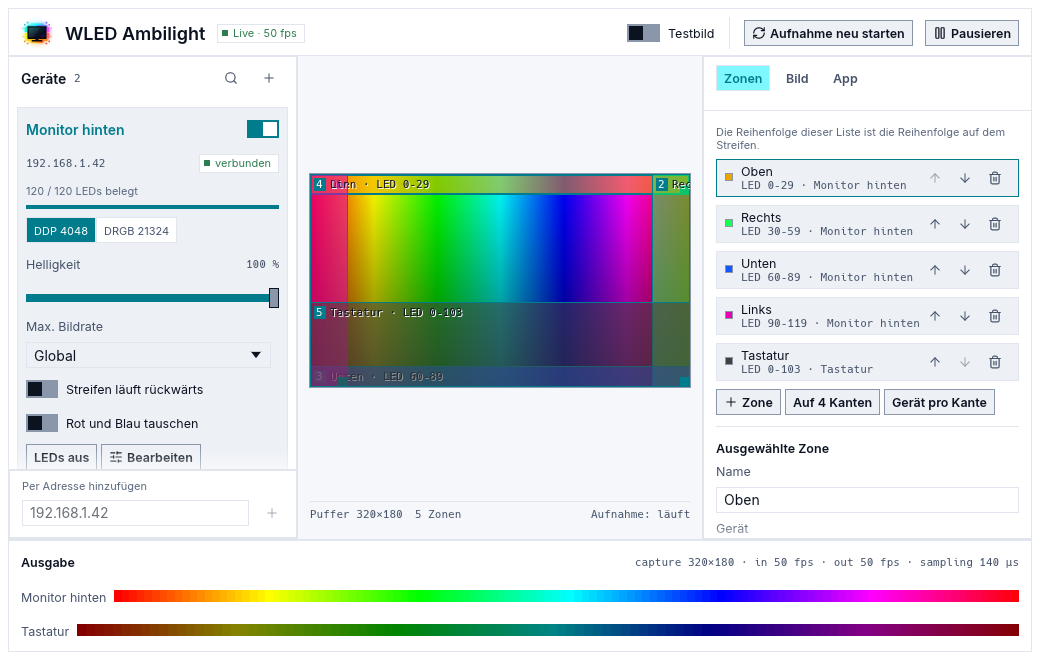 WLED Ambilight
Live · 50 fps
Testbild
Aufnahme neu starten
Pausieren
Geräte 2
Monitor hinten
192.168.1.42
verbunden
120 / 120 LEDs belegt
DDP 4048
DRGB 21324
Helligkeit
100 %
Max. Bildrate
Global
Streifen läuft rückwärts
Rot und Blau tauschen
LEDs aus
Bearbeiten
Per Adresse hinzufügen
192.168.1.42
4
· LED 0-29
2 Rec
5 Tastatur · LED 0-103
3 Unten · LED 60-89
Puffer 320×180 5 Zonen
Aufnahme: läuft
Zonen
Bild
App
Die Reihenfolge dieser Liste ist die Reihenfolge auf dem
Streifen.
Oben
LED 0-29 · Monitor hinten
Rechts
LED 30-59 · Monitor hinten
Unten
LED 60-89 · Monitor hinten
Links
LED 90-119 · Monitor hinten
Tastatur
LED 0-103 · Tastatur
+ Zone
Auf 4 Kanten
Gerät pro Kante
Ausgewählte Zone
Name
Oben
Gerät
Ausgabe
capture 320×180 · in 50 fps · out 50 fps · sampling 140 µs
Monitor hinten
Tastatur